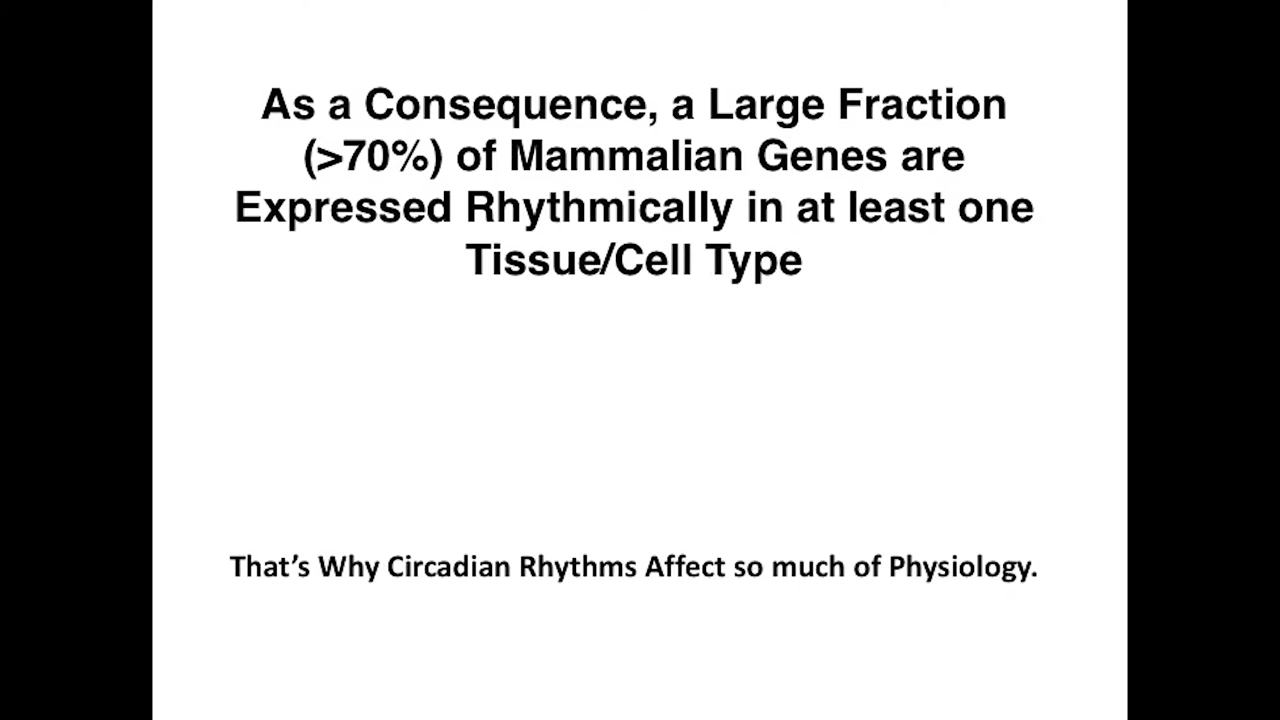 As a Consequence, a Large Fraction
(>70%) of Mammalian Genes are
Expressed Rhythmically in at least one
Tissue/Cell Type
That’s Why Circadian Rhythms Affect so much of Physiology.